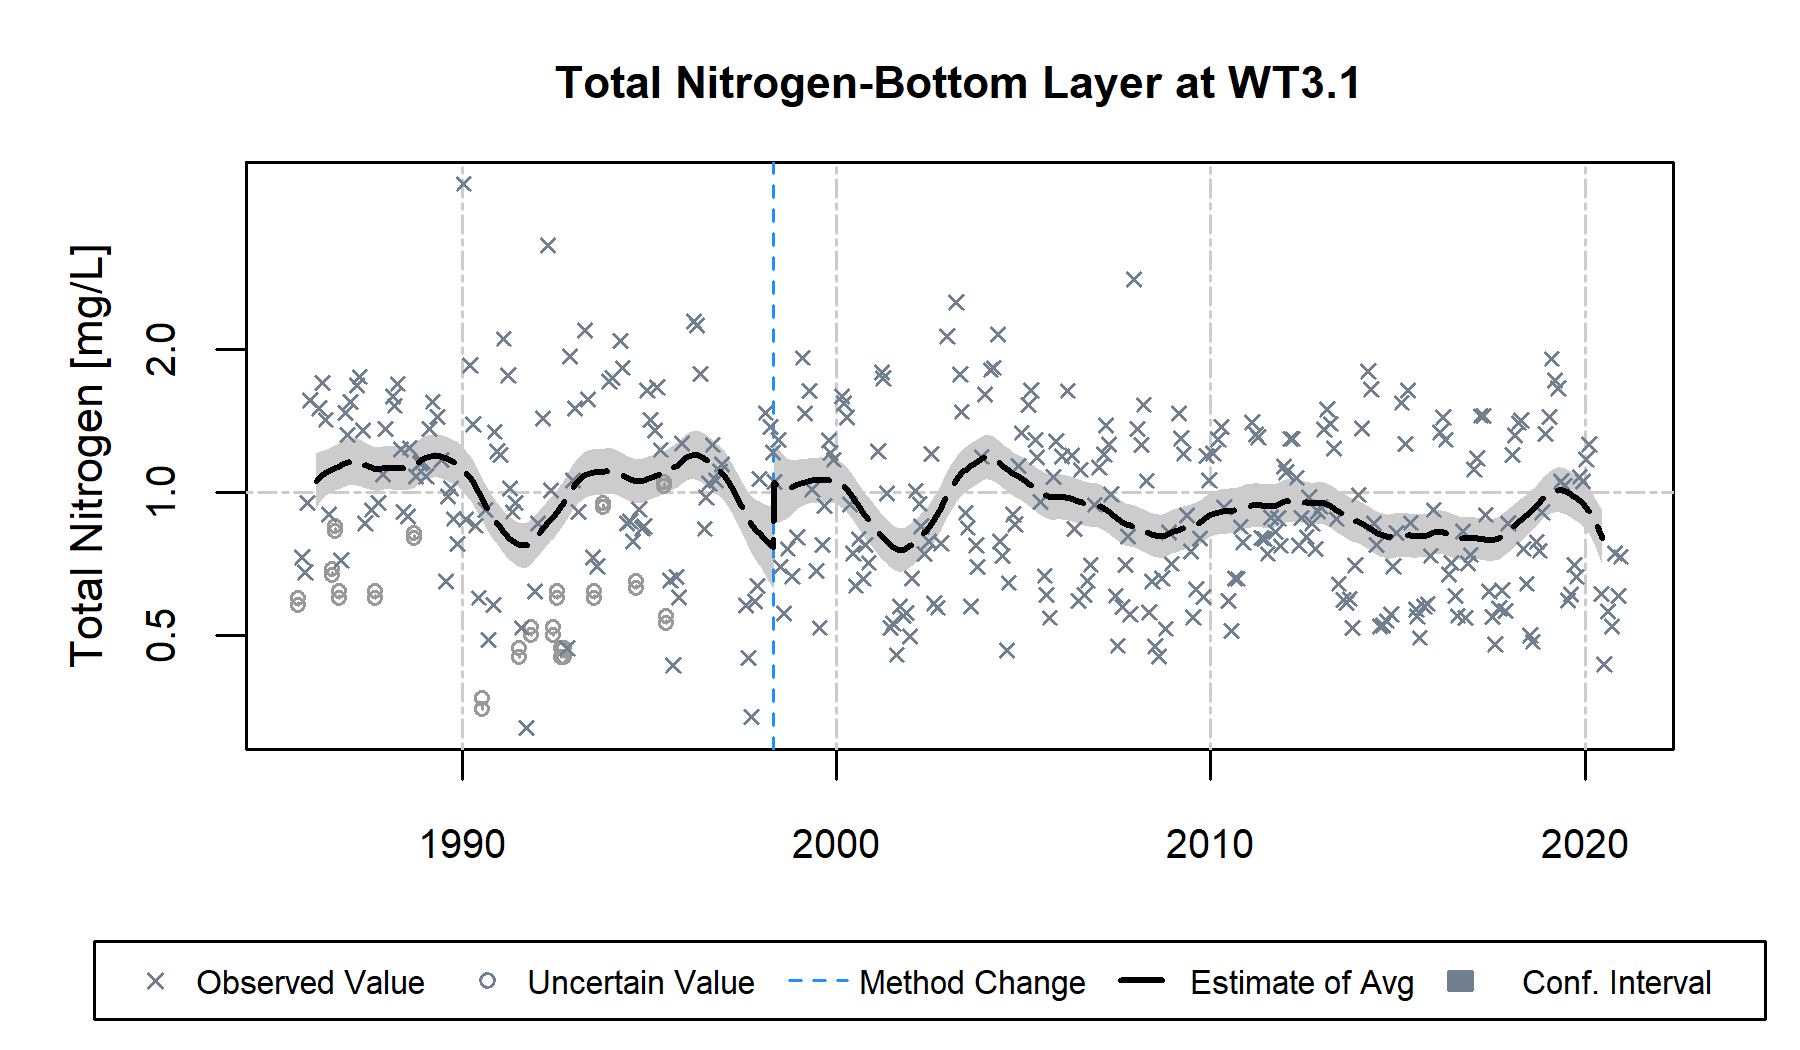 Total Nitrogen-Bottom Layer at WT3.1
Total Nitrogen [mg/L]
2.0
1.0
0.5
1990 2000 2010 2020
Observed Value Uncertain Value Method Change Estimate of Avg Conf. Interval